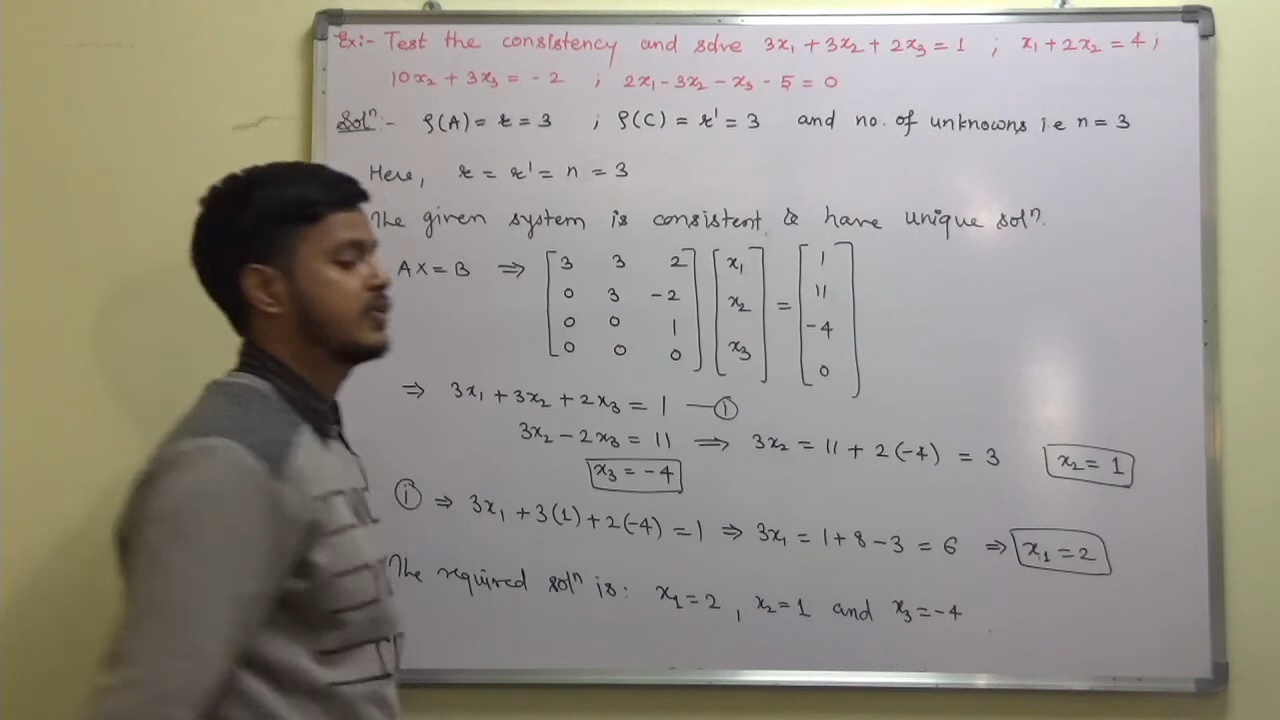 Ex:- Test the consistency and solve 3x₁ + 3x₂ + 2x₃ = 1 ; x₁ + 2x₂ = 4 ;
10x₂ + 3x₃ = -2 ; 2x₁ - 3x₂ - x₃ - 5 = 0
Solⁿ:- ρ(A) = r = 3 ; ρ(C) = r' = 3 and no. of unknowns i.e n = 3
Here, r = r' = n = 3
The given system is consistent & have unique solⁿ.
AX = B ⇒ [3 3 2] [x₁] = [1]
[0 3 -2] [x₂] [11]
[0 0 1] [x₃] [-4]
[0 0 0] [0]
⇒ 3x₁ + 3x₂ + 2x₃ = 1 — ①
3x₂ - 2x₃ = 11 ⇒ 3x₂ = 11 + 2(-4) = 3 x₂ = 1
x₃ = -4
① ⇒ 3x₁ + 3(1) + 2(-4) = 1 ⇒ 3x₁ = 1 + 8 - 3 = 6 ⇒ x₁ = 2
The required solⁿ is: x₁ = 2, x₂ = 1 and x₃ = -4